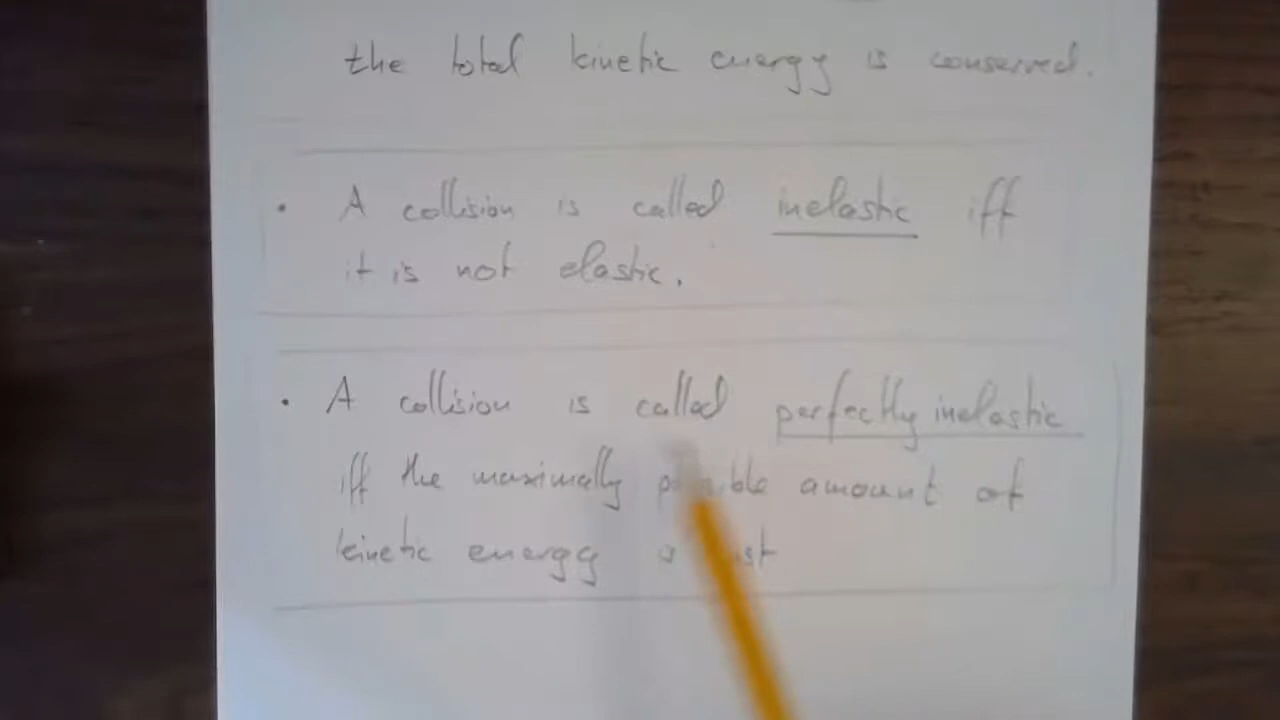 the total kinetic energy is conserved.
• A collision is called inelastic iff
it is not elastic.
• A collision is called perfectly inelastic
iff the maximally amount of
kinetic energy